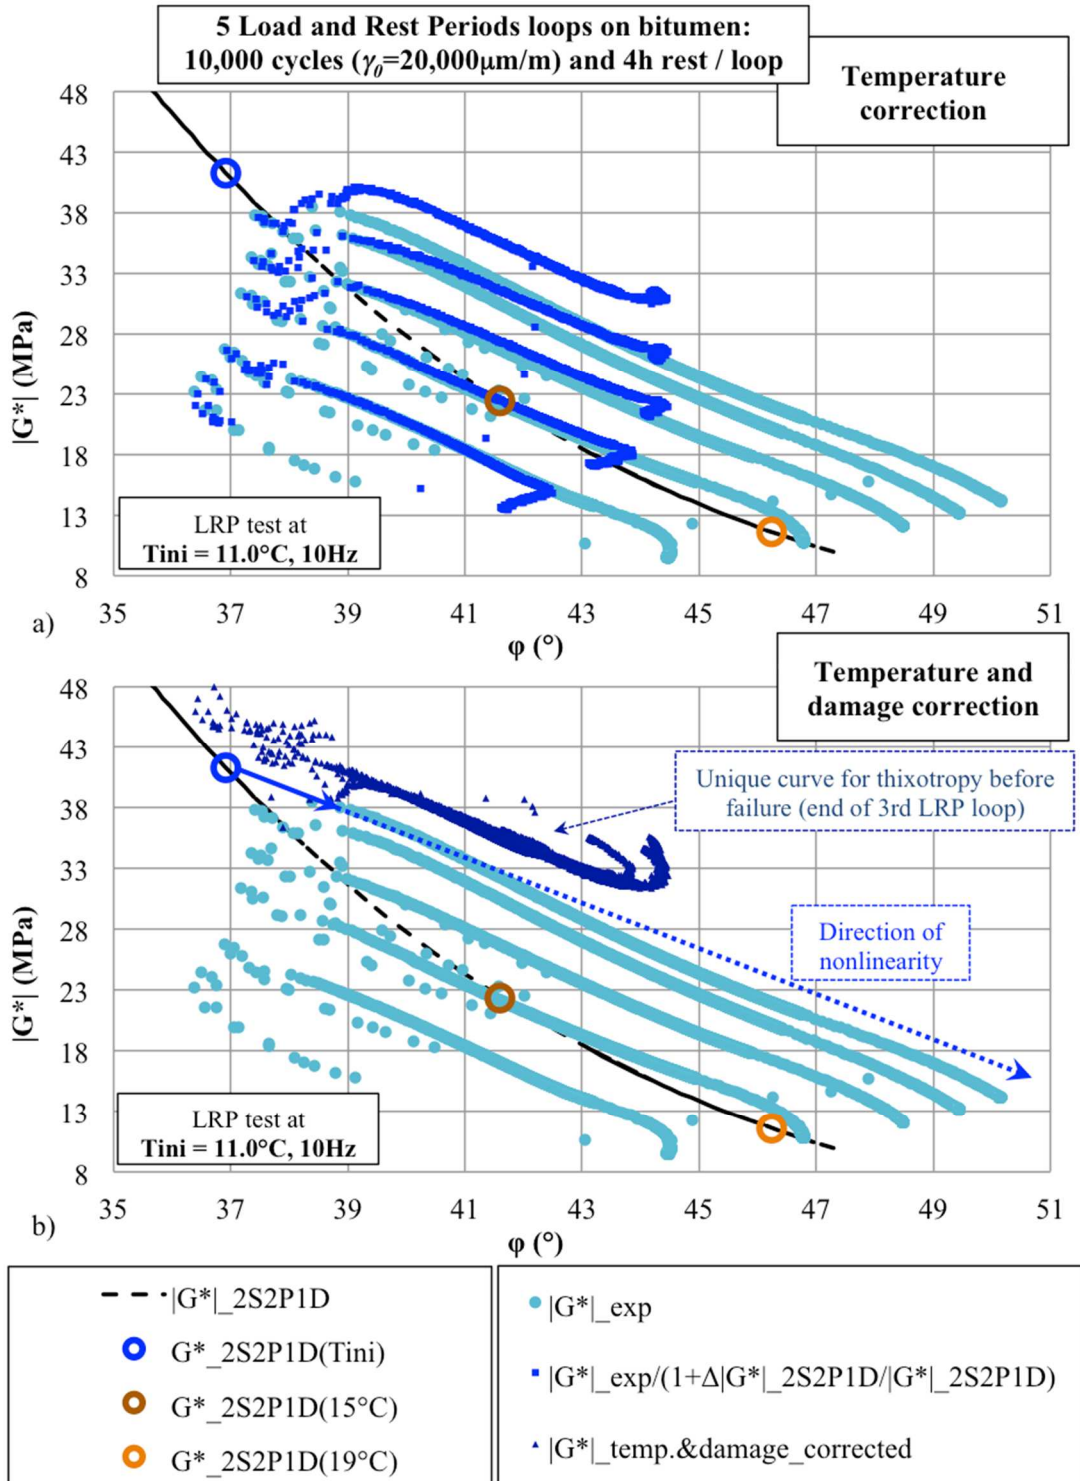 5 Load and Rest Periods loops on bitumen:
10,000 cycles (γ₀=20,000μm/m) and 4h rest / loop
Temperature
correction
48
43
38
33
28
23
18
13
8
|G*| (MPa)
LRP test at
Tini = 11.0°C, 10Hz
35 37 39 41 43 45 47 49 51
a)
φ (°)
Temperature and
damage correction
48
43
38
33
28
23
18
13
8
|G*| (MPa)
Unique curve for thixotropy before
failure (end of 3rd LRP loop)
Direction of
nonlinearity
LRP test at
Tini = 11.0°C, 10Hz
35 37 39 41 43 45 47 49 51
b)
φ (°)
|G*|_2S2P1D
G*_2S2P1D(Tini)
G*_2S2P1D(15°C)
G*_2S2P1D(19°C)
|G*|_exp
|G*|_exp/(1+Δ|G*|_2S2P1D/|G*|_2S2P1D)
|G*|_temp.&damage_corrected